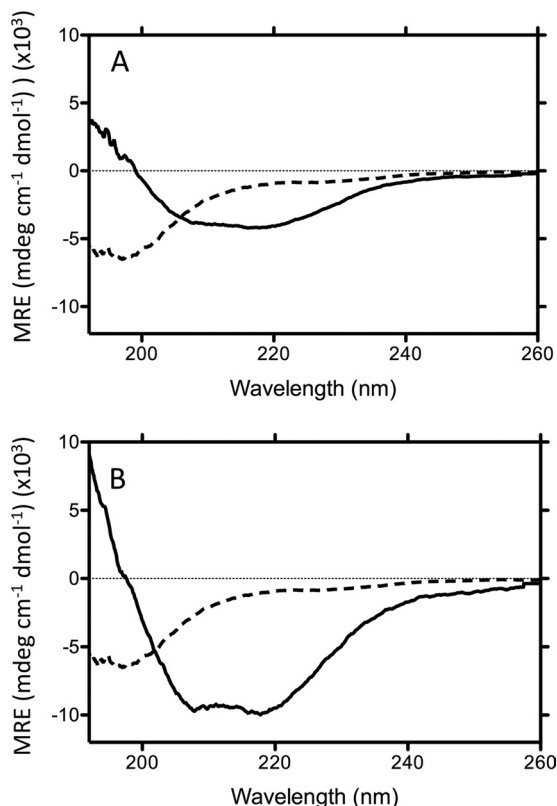 A
10
5
0
-5
-10
MRE (mdeg cm-1 dmol-1) ) (x103)
200 220 240 260
Wavelength (nm)
B
10
5
0
-5
-10
MRE (mdeg cm-1 dmol-1) (x103)
200 220 240 260
Wavelength (nm)